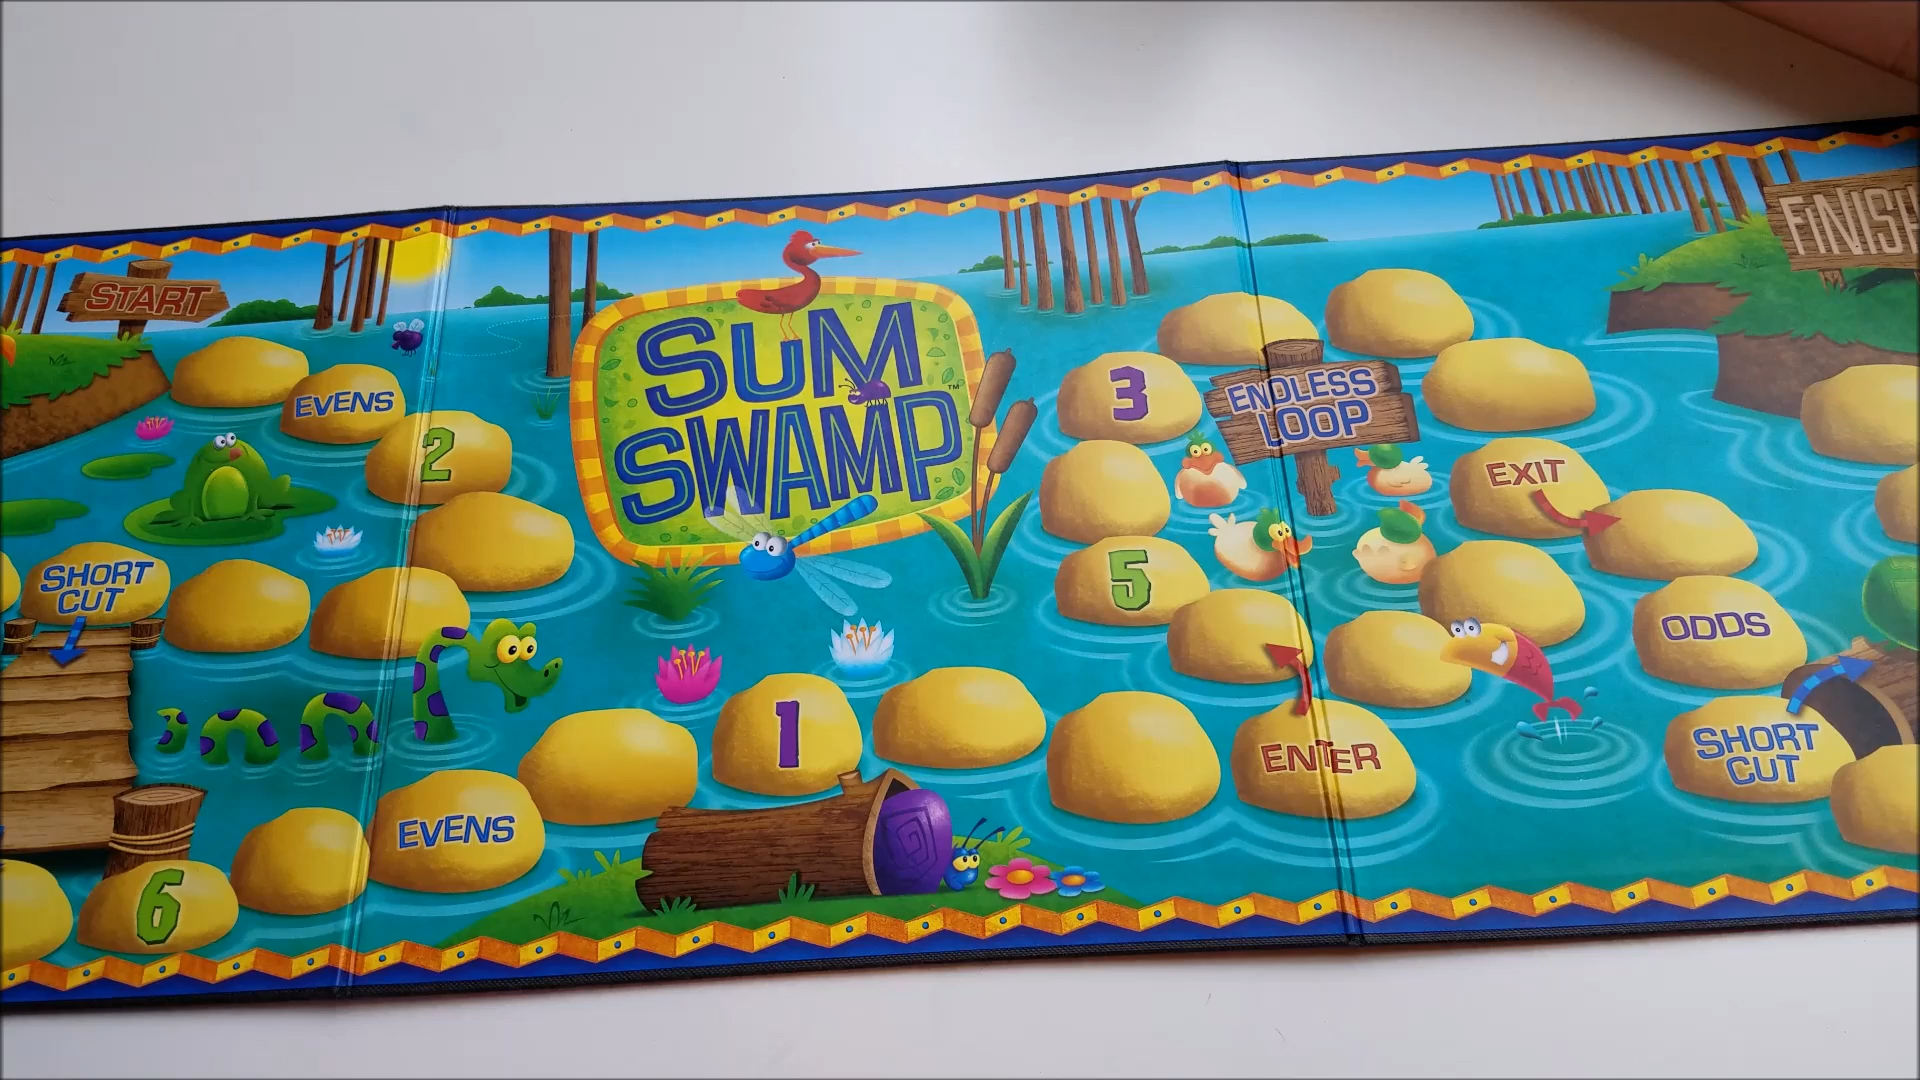 START
EVENS
2
SHORT
CUT
6
EVENS
SUM
SWAMP
TM
1
3
5
ENDLESS
LOOP
ENTER
EXIT
ODDS
SHORT
CUT
FINISH